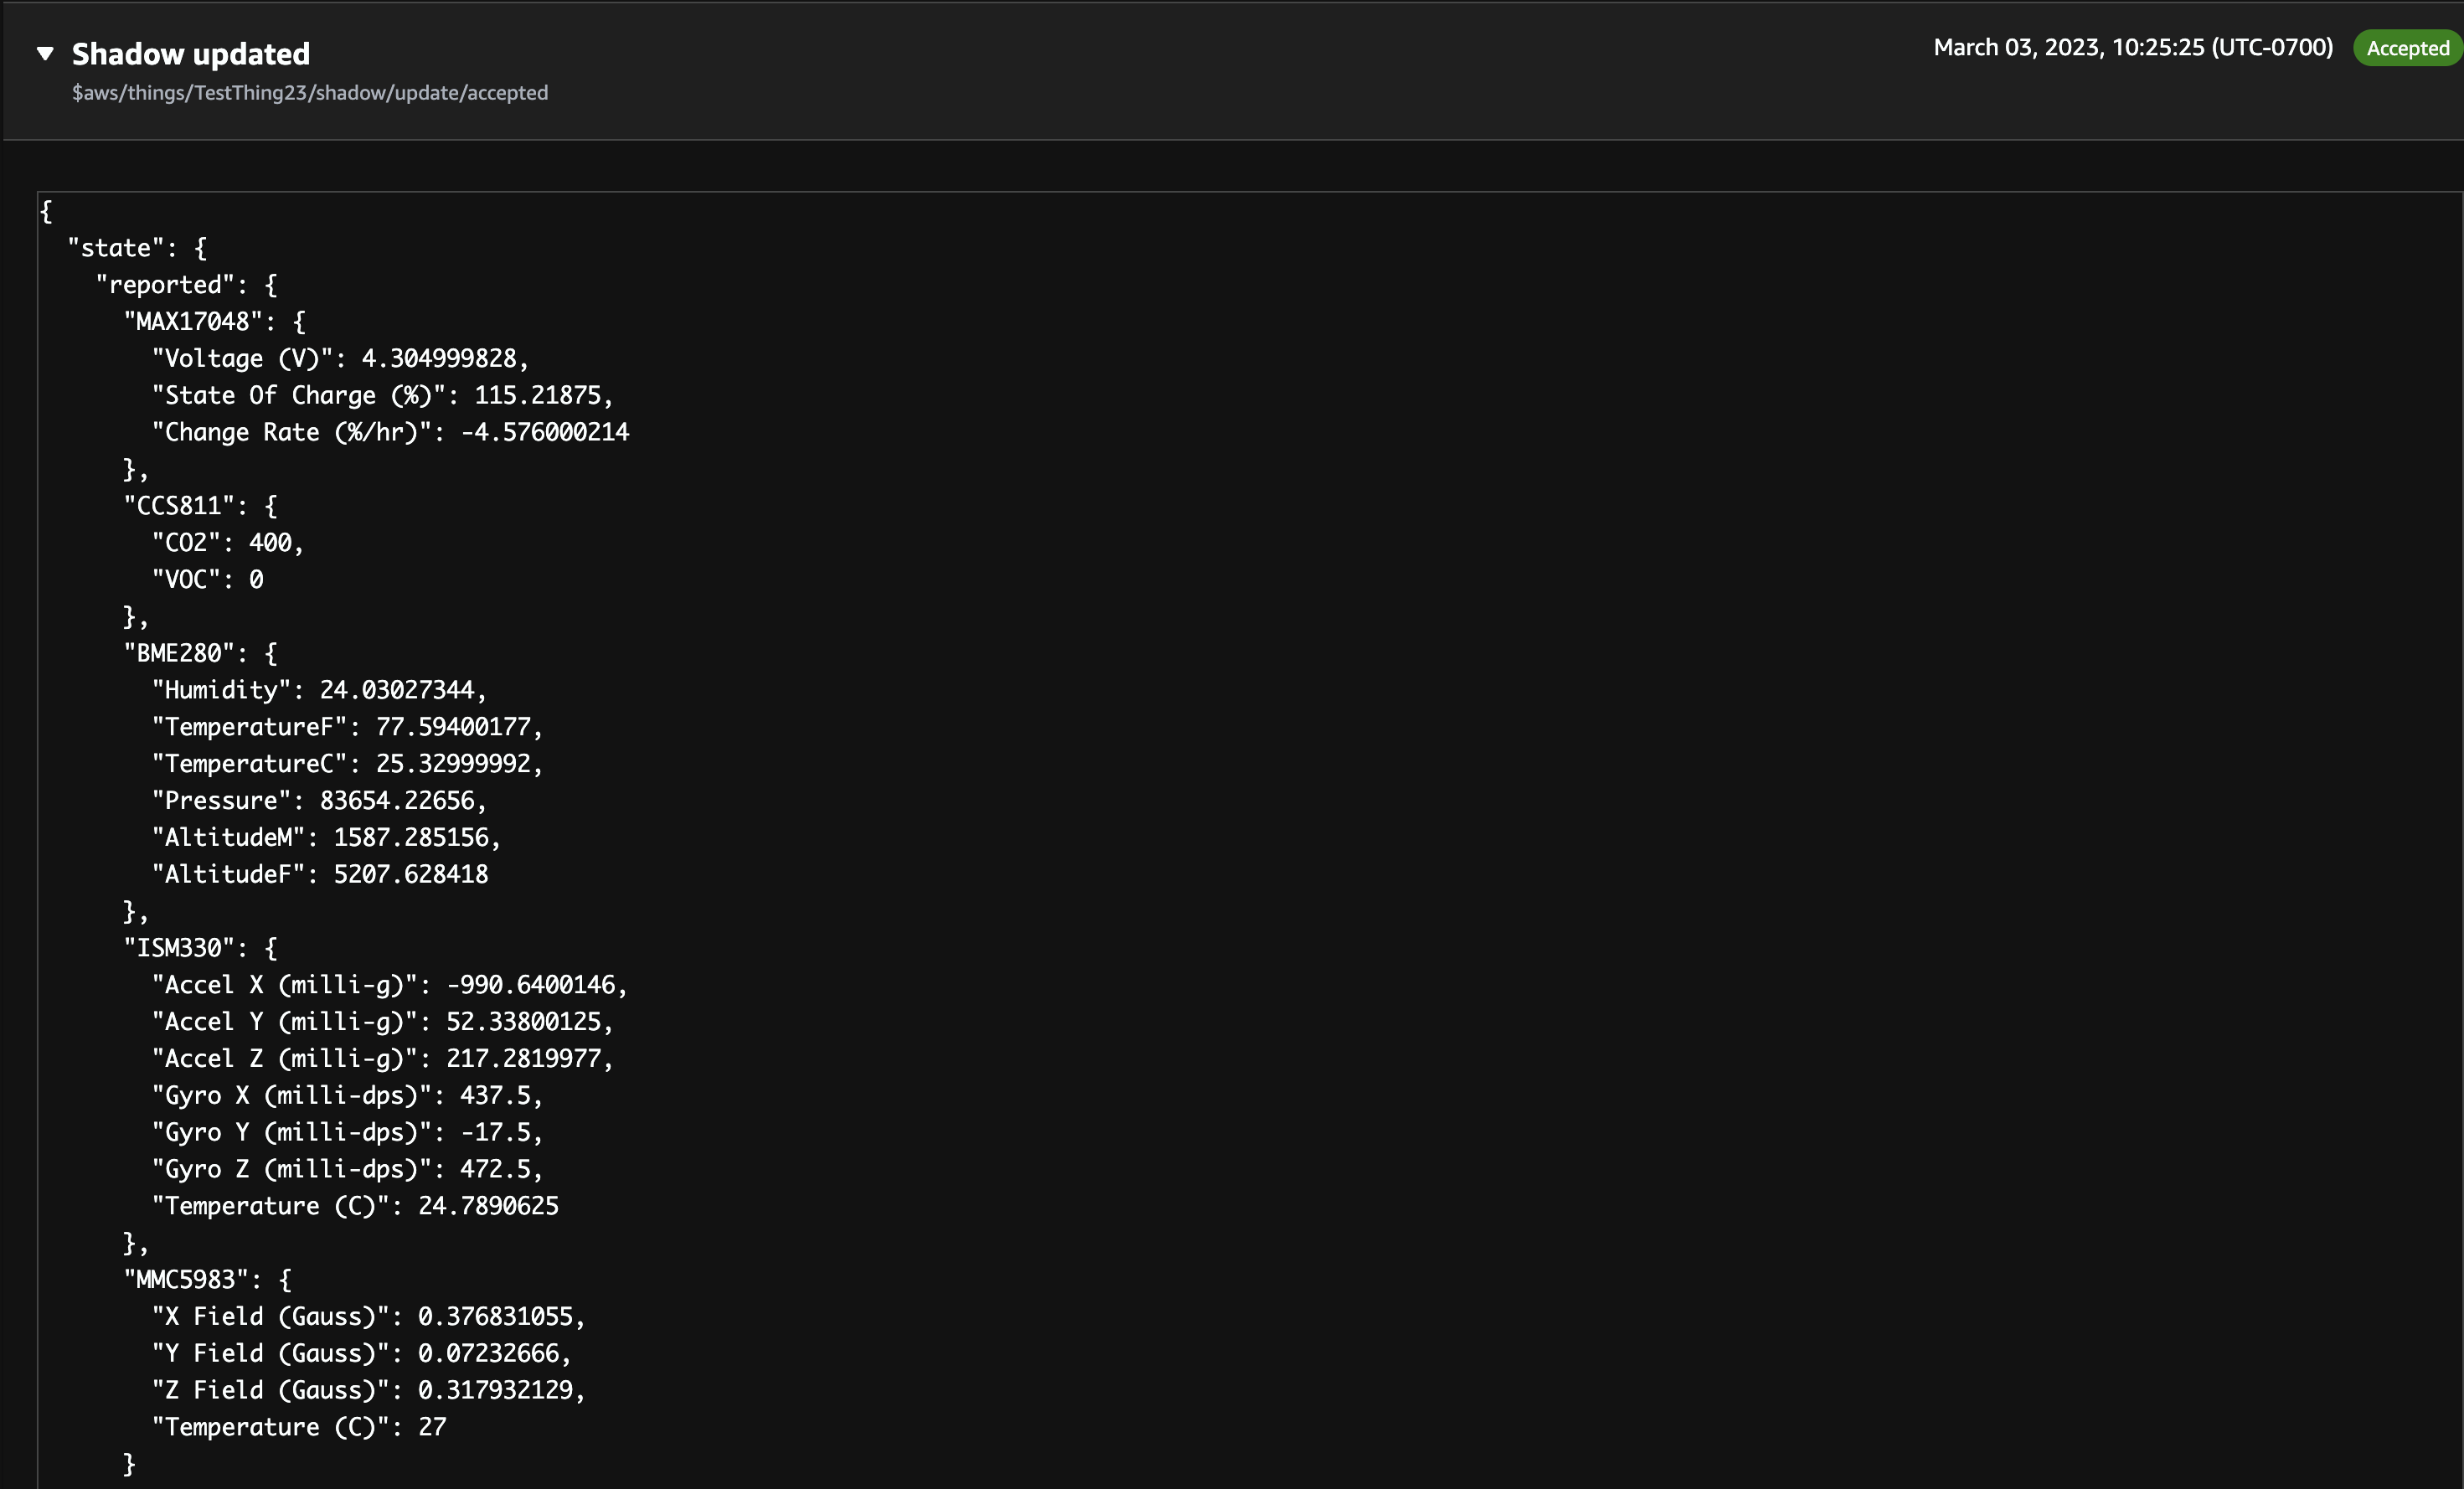 Shadow updated
March 03, 2023, 10:25:25 (UTC-0700)
Accepted
$aws/things/TestThing23/shadow/update/accepted
{
  "state": {
    "reported": {
      "MAX17048": {
        "Voltage (V)": 4.304999828,
        "State Of Charge (%)": 115.21875,
        "Change Rate (%/hr)": -4.576000214
      },
      "CCS811": {
        "CO2": 400,
        "VOC": 0
      },
      "BME280": {
        "Humidity": 24.03027344,
        "TemperatureF": 77.59400177,
        "TemperatureC": 25.32999992,
        "Pressure": 83654.22656,
        "AltitudeM": 1587.285156,
        "AltitudeF": 5207.628418
      },
      "ISM330": {
        "Accel X (milli-g)": -990.6400146,
        "Accel Y (milli-g)": 52.33800125,
        "Accel Z (milli-g)": 217.2819977,
        "Gyro X (milli-dps)": 437.5,
        "Gyro Y (milli-dps)": -17.5,
        "Gyro Z (milli-dps)": 472.5,
        "Temperature (C)": 24.7890625
      },
      "MMC5983": {
        "X Field (Gauss)": 0.376831055,
        "Y Field (Gauss)": 0.07232666,
        "Z Field (Gauss)": 0.317932129,
        "Temperature (C)": 27
      }